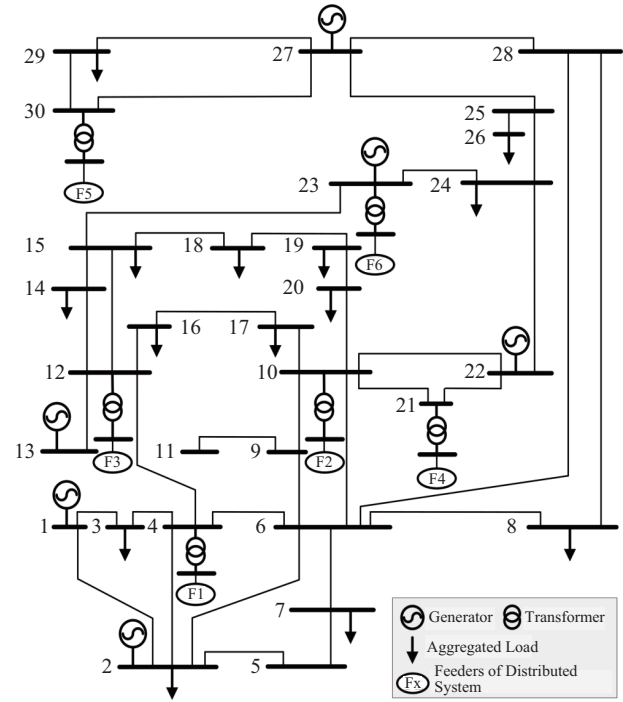 29
27
28
30
25
26
F5
23
24
15
18
19
F6
14
20
16
17
12
10
22
21
13
F3
11
9
F2
F4
1
3
4
6
8
F1
7
2
5
Generator
Transformer
Aggregated Load
Fx
Feeders of Distributed
System